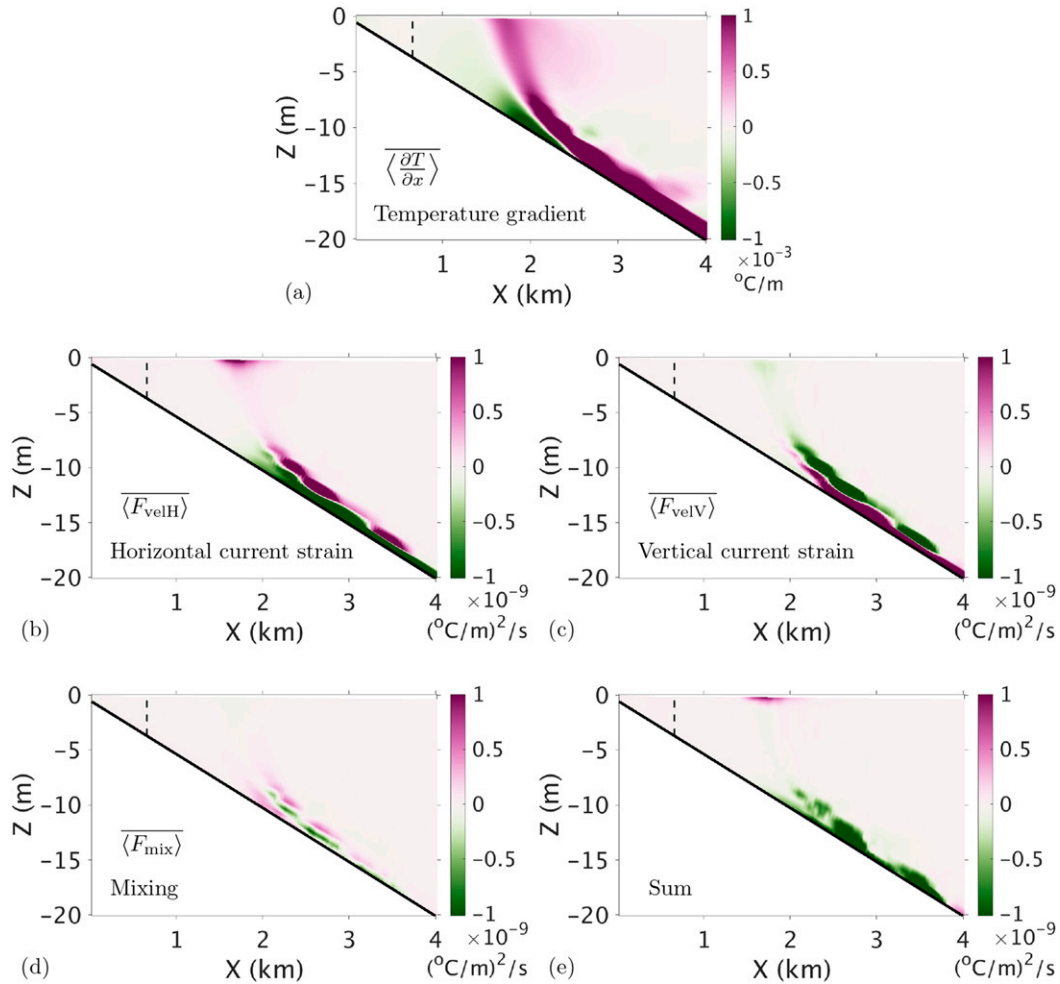 0
−5
−10
−15
−20
Z (m)
1
2
3
4
X (km)
1
0.5
0
−0.5
−1
×10⁻³
°C/m
⟨∂T/∂x⟩
Temperature gradient
(a)
0
−5
−10
−15
−20
Z (m)
1
2
3
4
X (km)
1
0.5
0
−0.5
−1
×10⁻⁹
(°C/m)²/s
⟨F_velH⟩
Horizontal current strain
(b)
0
−5
−10
−15
−20
Z (m)
1
2
3
4
X (km)
1
0.5
0
−0.5
−1
×10⁻⁹
(°C/m)²/s
⟨F_velV⟩
Vertical current strain
(c)
0
−5
−10
−15
−20
Z (m)
1
2
3
4
X (km)
1
0.5
0
−0.5
−1
×10⁻⁹
(°C/m)²/s
⟨F_mix⟩
Mixing
(d)
0
−5
−10
−15
−20
Z (m)
1
2
3
4
X (km)
1
0.5
0
−0.5
−1
×10⁻⁹
(°C/m)²/s
Sum
(e)